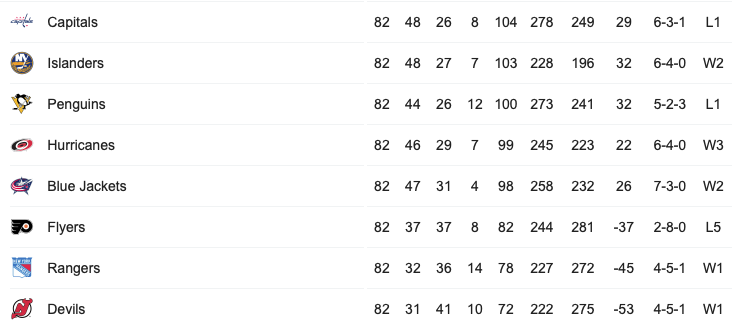 Capitals 82 48 26 8 104 278 249 29 6-3-1 L1
Islanders 82 48 27 7 103 228 196 32 6-4-0 W2
Penguins 82 44 26 12 100 273 241 32 5-2-3 L1
Hurricanes 82 46 29 7 99 245 223 22 6-4-0 W3
Blue Jackets 82 47 31 4 98 258 232 26 7-3-0 W2
Flyers 82 37 37 8 82 244 281 -37 2-8-0 L5
Rangers 82 32 36 14 78 227 272 -45 4-5-1 W1
Devils 82 31 41 10 72 222 275 -53 4-5-1 W1